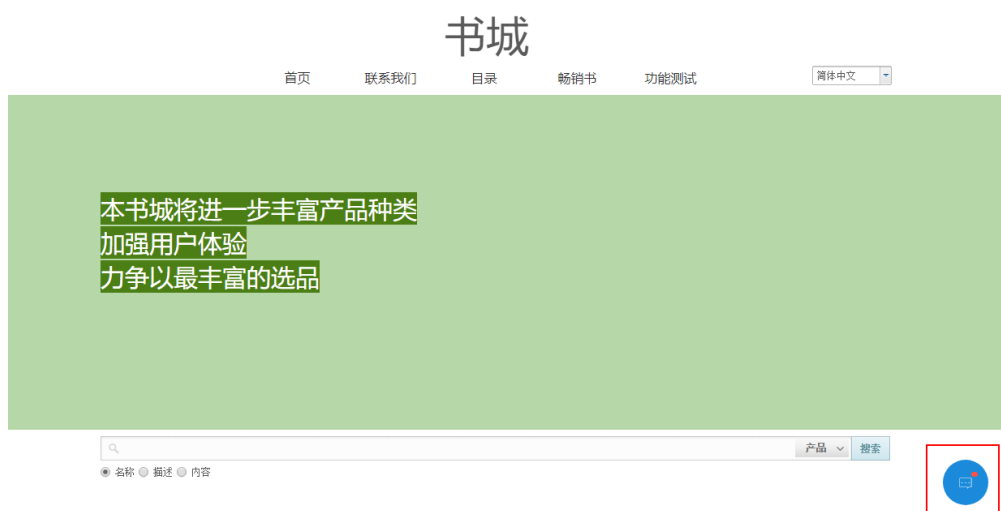 书城
首页 联系我们 目录 畅销书 功能测试 简体中文
本书城将进一步丰富产品种类
加强用户体验
力争以最丰富的选品
产品 搜索
名称 描述 内容